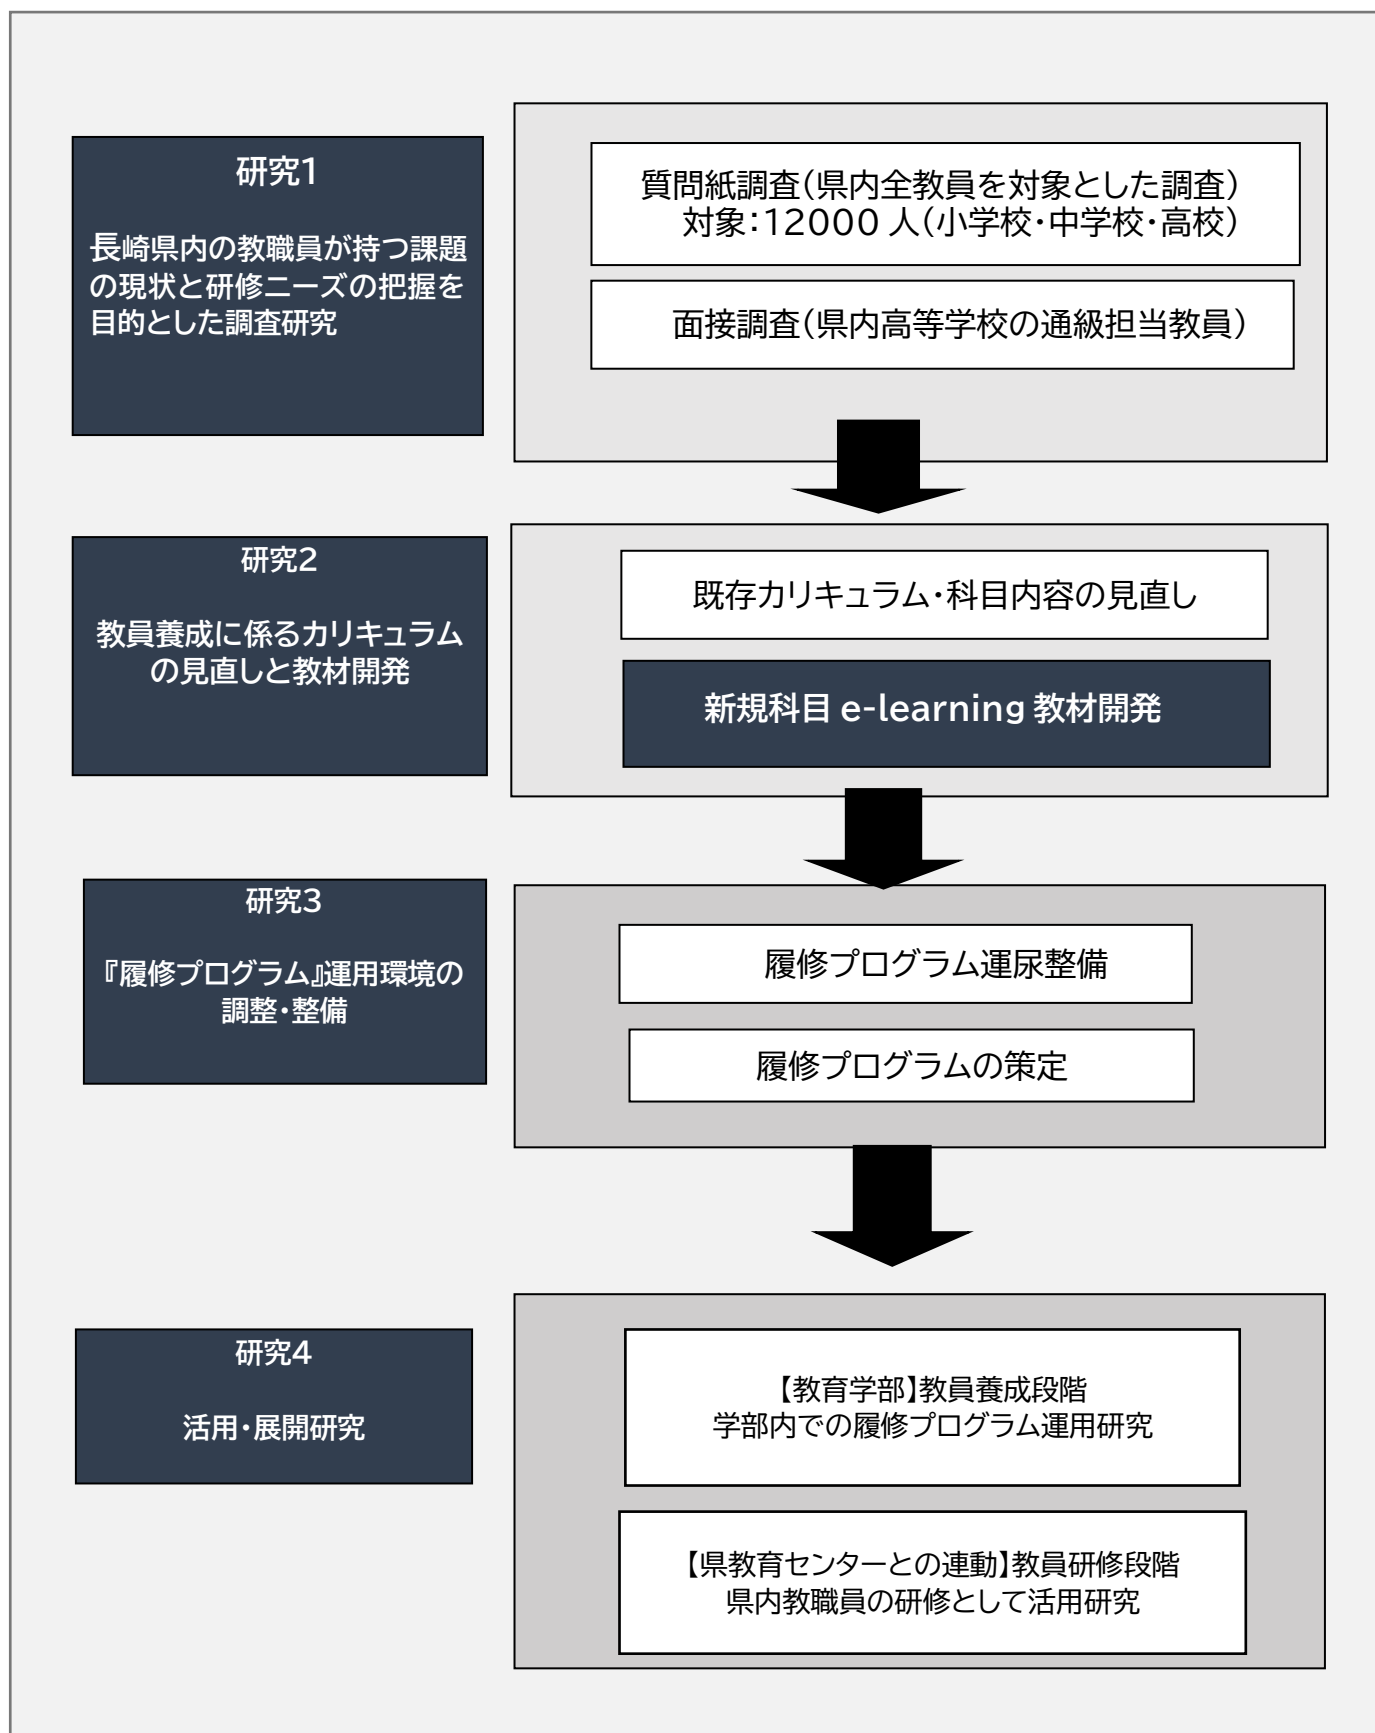 研究1
長崎県内の教職員が持つ課題
の現状と研修ニーズの把握を
目的とした調査研究
質問紙調査(県内全教員を対象とした調査)
対象：12000 人(小学校・中学校・高校)
面接調査(県内高等学校の通級担当教員)
研究2
教員養成に係るカリキュラム
の見直しと教材開発
既存カリキュラム・科目内容の見直し
新規科目 e-learning 教材開発
研究3
『履修プログラム』運用環境の
調整・整備
履修プログラム運尿整備
履修プログラムの策定
研究4
活用・展開研究
【教育学部】教員養成段階
学部内での履修プログラム運用研究
【県教育センターとの連動】教員研修段階
県内教職員の研修として活用研究